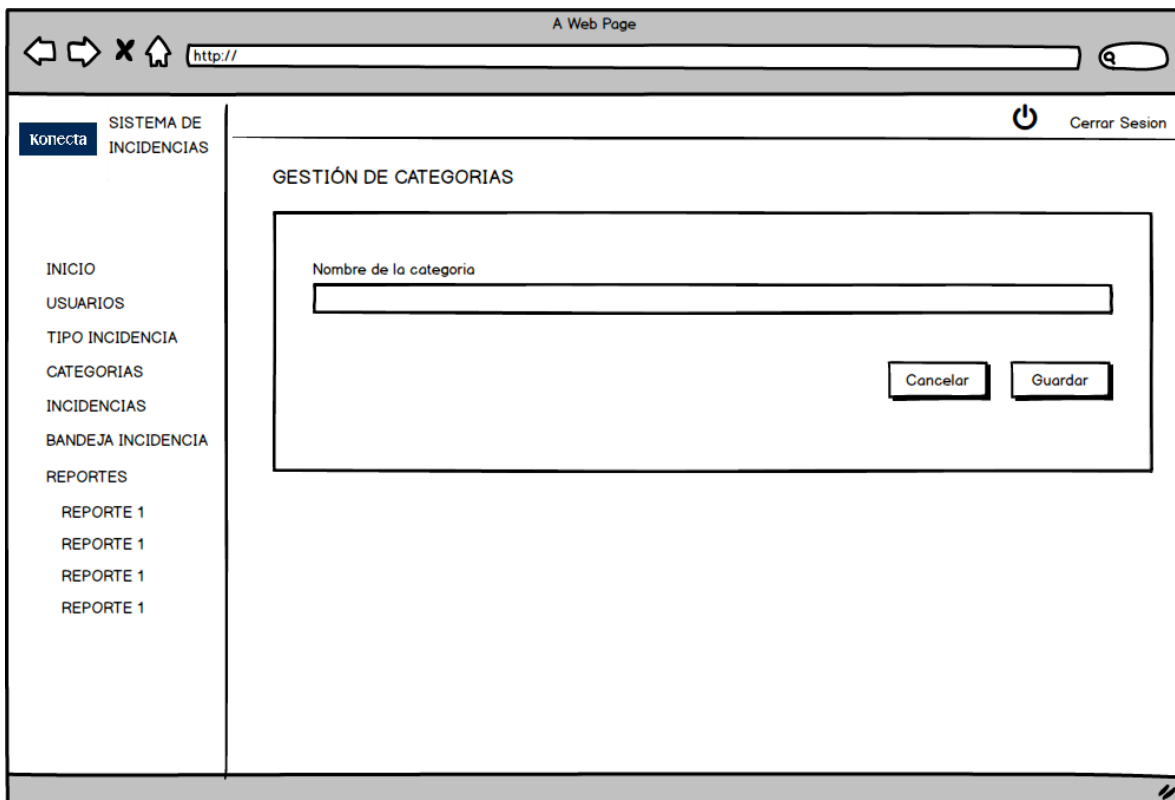 A Web Page
http://
Konecta
SISTEMA DE
INCIDENCIAS
Cerrar Sesion
GESTIÓN DE CATEGORIAS
INICIO
USUARIOS
TIPO INCIDENCIA
CATEGORIAS
INCIDENCIAS
BANDEJA INCIDENCIA
REPORTES
REPORTE 1
REPORTE 1
REPORTE 1
REPORTE 1
Nombre de la categoria
Cancelar
Guardar